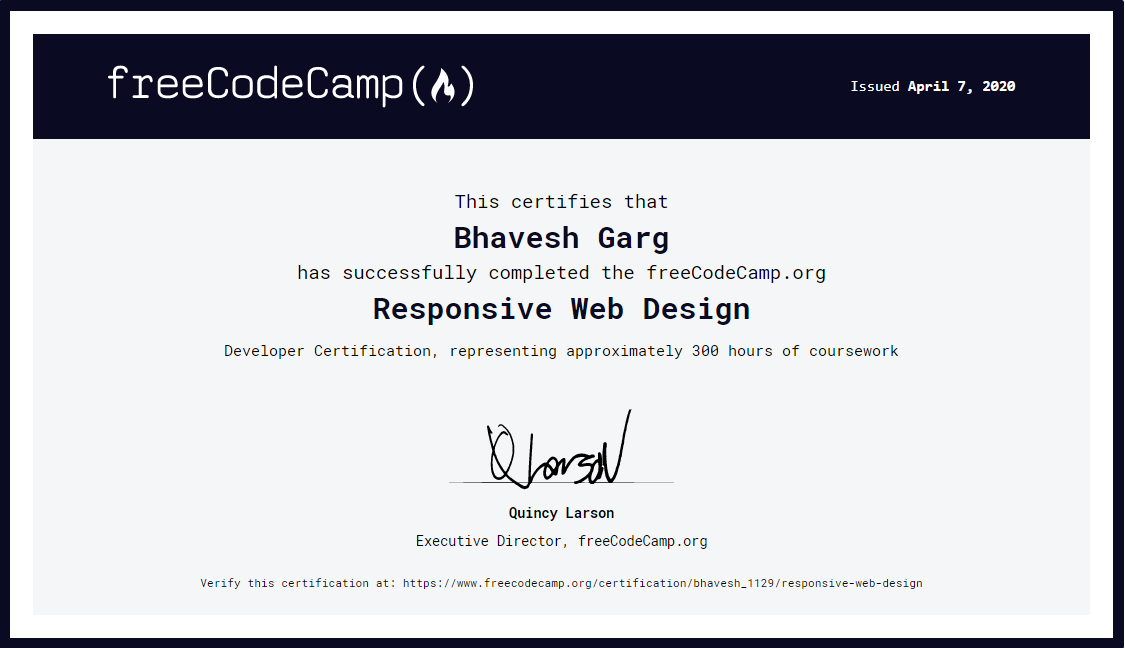 freeCodeCamp(🔥)
Issued April 7, 2020
This certifies that
Bhavesh Garg
has successfully completed the freeCodeCamp.org
Responsive Web Design
Developer Certification, representing approximately 300 hours of coursework
Q Larson
Quincy Larson
Executive Director, freeCodeCamp.org
Verify this certification at: https://www.freecodecamp.org/certification/bhavesh_1129/responsive-web-design